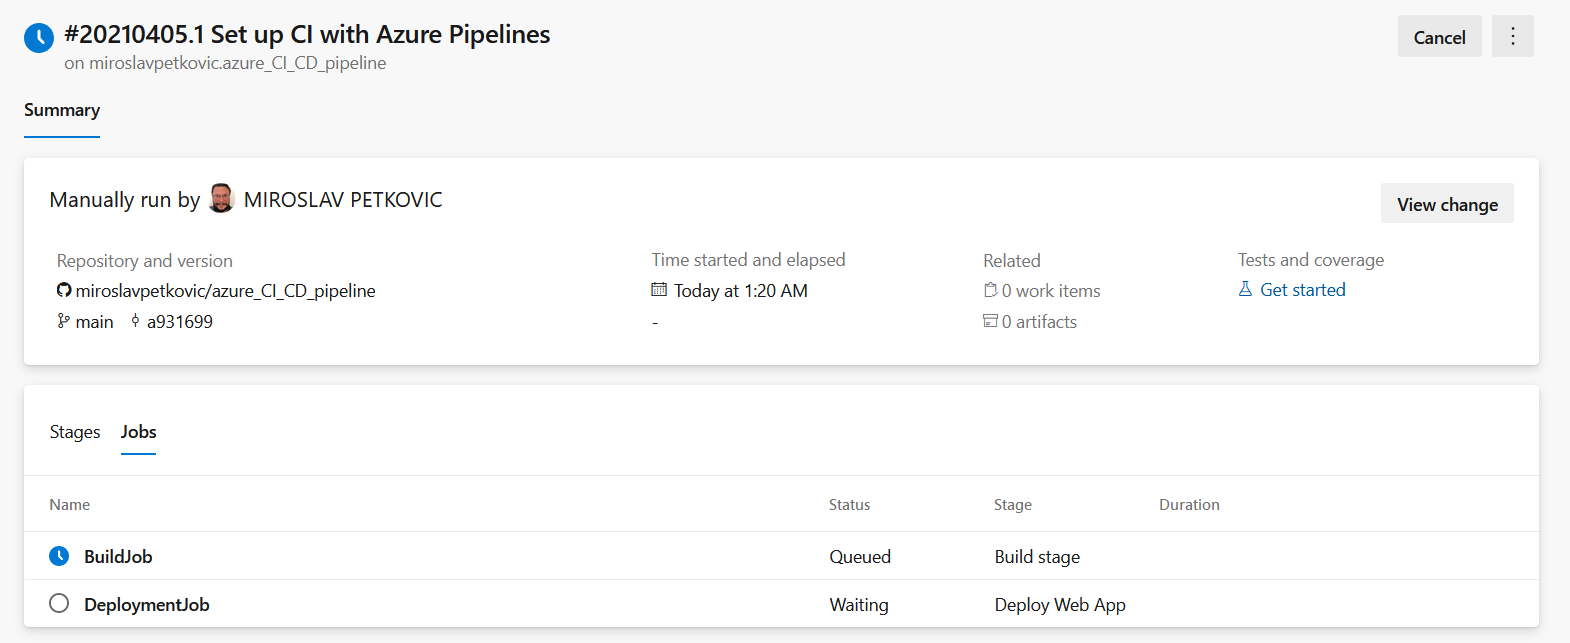 #20210405.1 Set up CI with Azure Pipelines
on miroslavpetkovic.azure_CI_CD_pipeline
Cancel
Summary
Manually run by MIROSLAV PETKOVIC
View change
Repository and version
Time started and elapsed
Related
Tests and coverage
miroslavpetkovic/azure_CI_CD_pipeline
Today at 1:20 AM
0 work items
Get started
main a931699
-
0 artifacts
Stages Jobs
Name Status Stage Duration
BuildJob Queued Build stage
DeploymentJob Waiting Deploy Web App